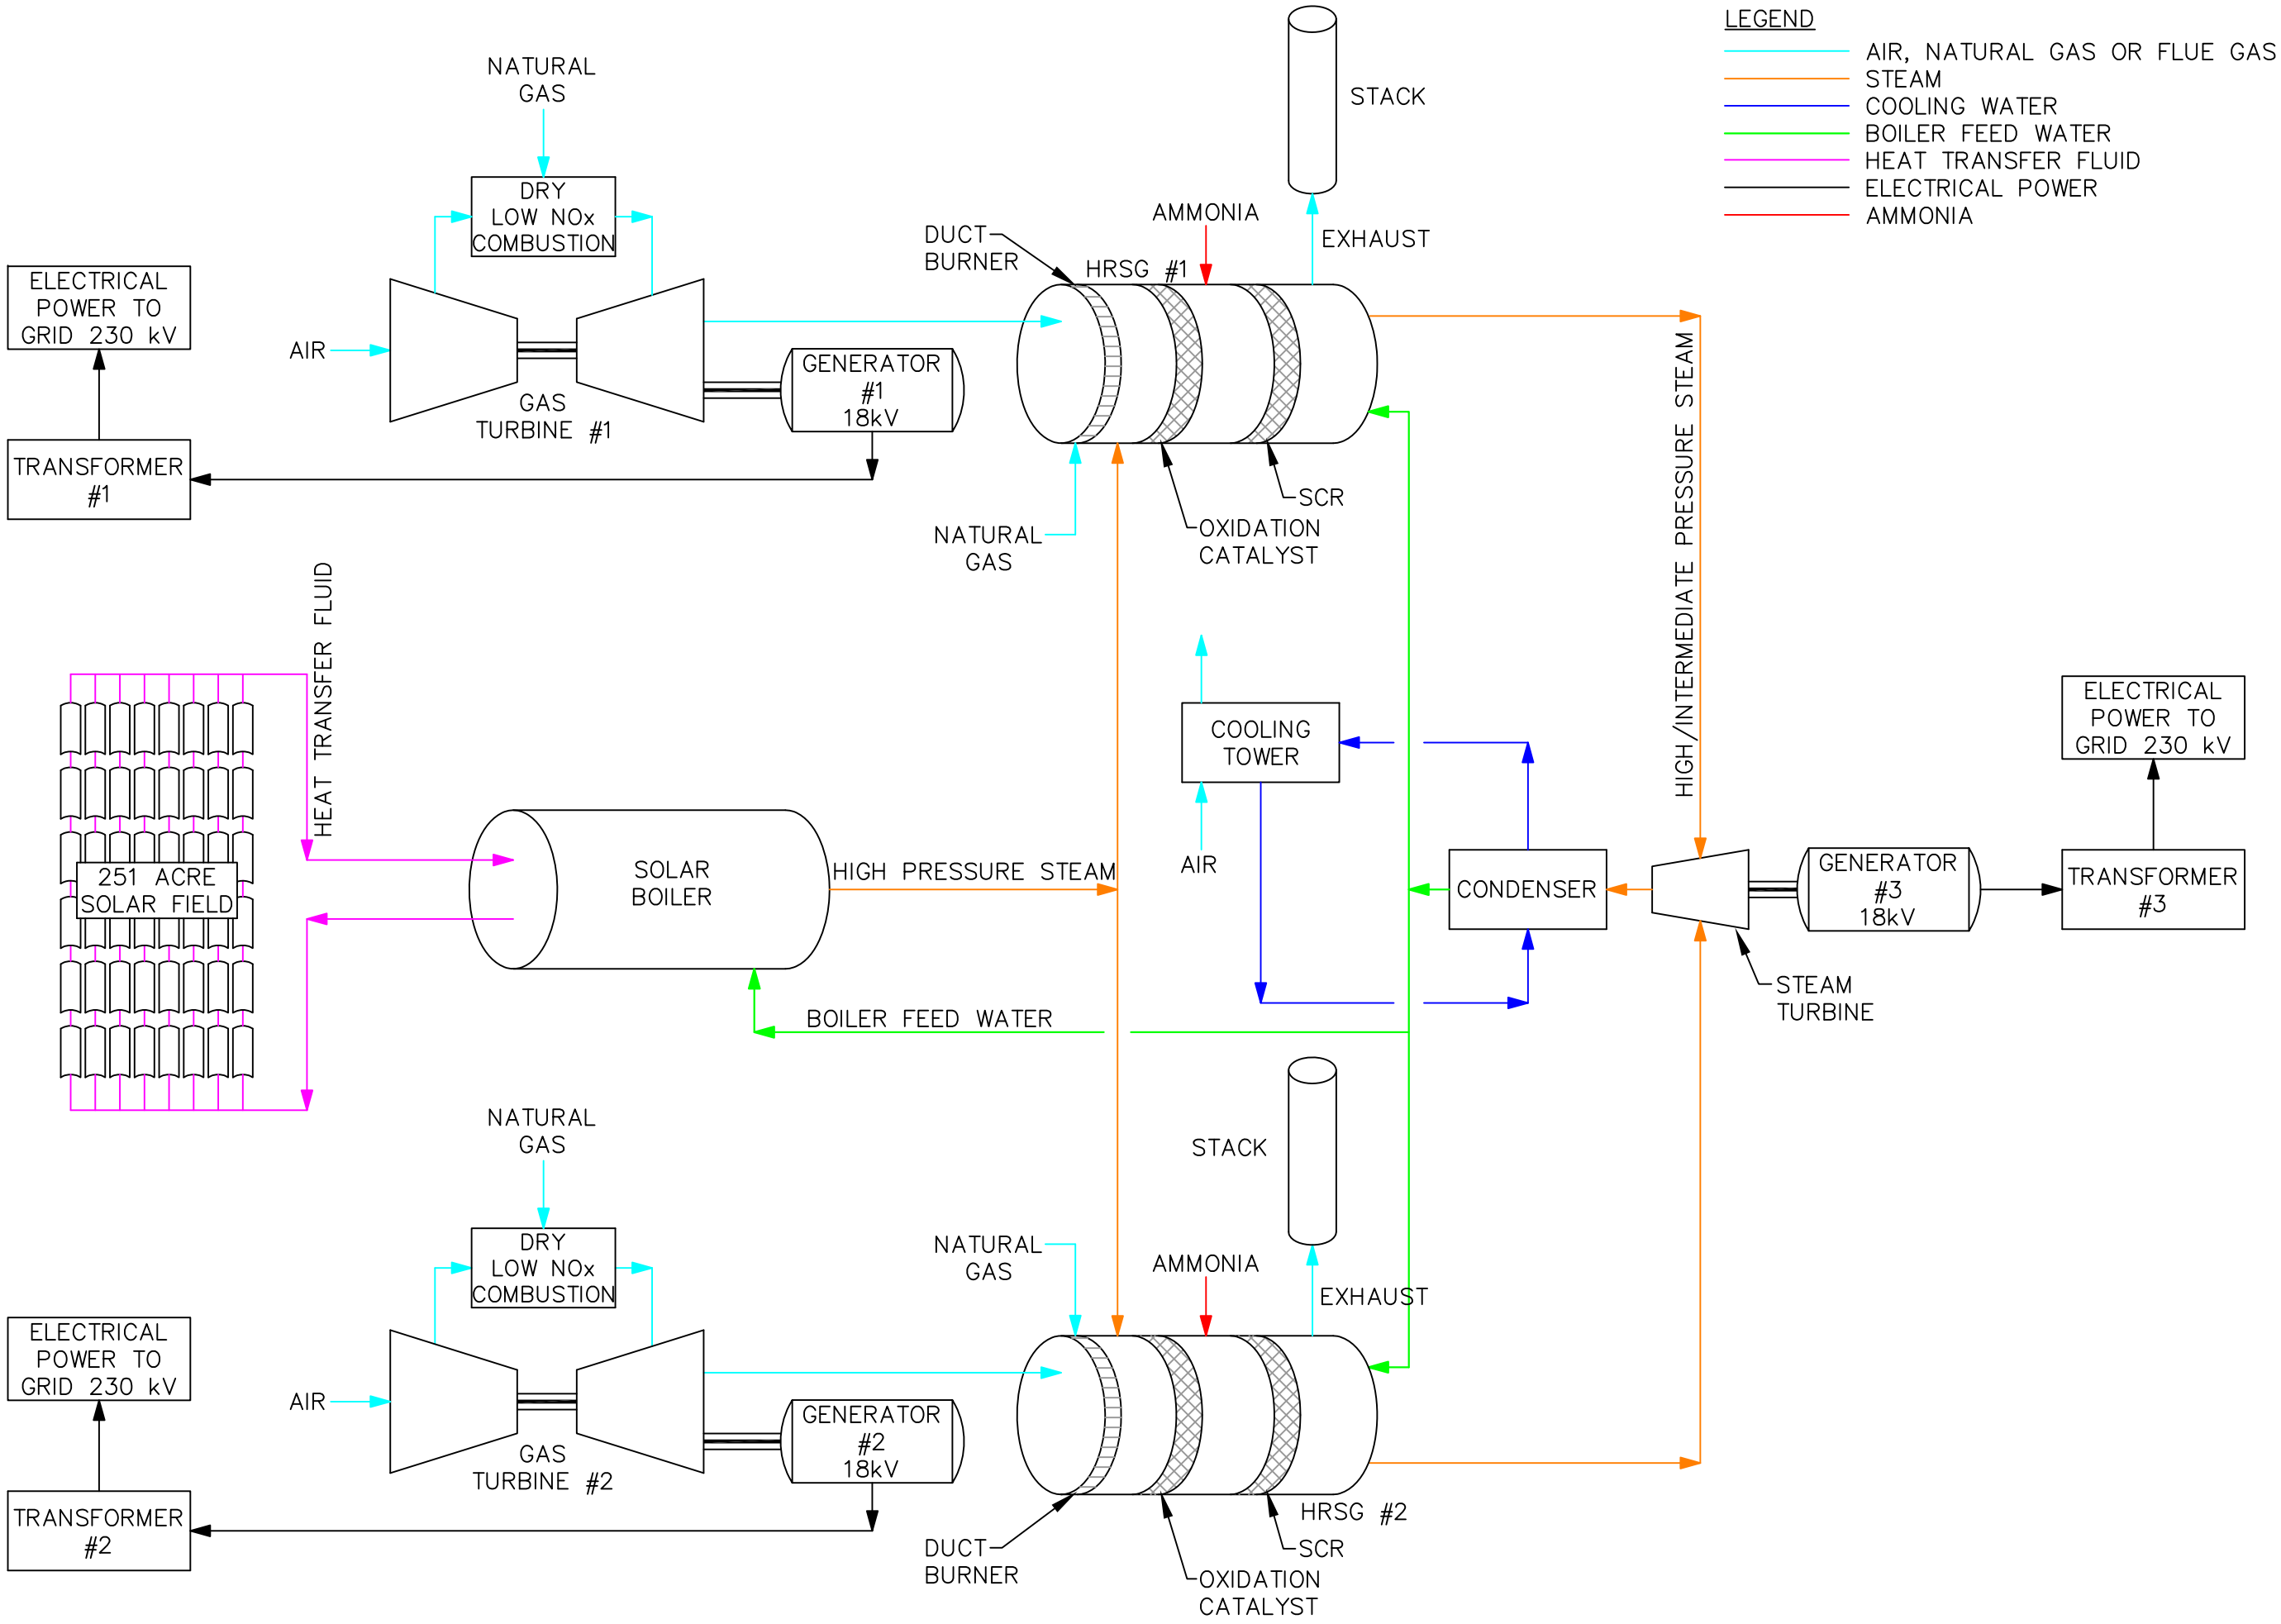 LEGEND
AIR, NATURAL GAS OR FLUE GAS
STEAM
COOLING WATER
BOILER FEED WATER
HEAT TRANSFER FLUID
ELECTRICAL POWER
AMMONIA
NATURAL
GAS
DRY
LOW NOx
COMBUSTION
ELECTRICAL
POWER TO
GRID 230 kV
AIR
GAS
TURBINE #1
GENERATOR
#1
18kV
TRANSFORMER
#1
STACK
AMMONIA
EXHAUST
DUCT
BURNER
HRSG #1
SCR
OXIDATION
CATALYST
NATURAL
GAS
HIGH/INTERMEDIATE PRESSURE STEAM
HEAT TRANSFER FLUID
251 ACRE
SOLAR FIELD
SOLAR
BOILER
HIGH PRESSURE STEAM
BOILER FEED WATER
COOLING
TOWER
AIR
CONDENSER
GENERATOR
#3
18kV
STEAM
TURBINE
ELECTRICAL
POWER TO
GRID 230 kV
TRANSFORMER
#3
NATURAL
GAS
DRY
LOW NOx
COMBUSTION
ELECTRICAL
POWER TO
GRID 230 kV
AIR
GAS
TURBINE #2
GENERATOR
#2
18kV
TRANSFORMER
#2
STACK
NATURAL
GAS
AMMONIA
EXHAUST
HRSG #2
DUCT
BURNER
SCR
OXIDATION
CATALYST